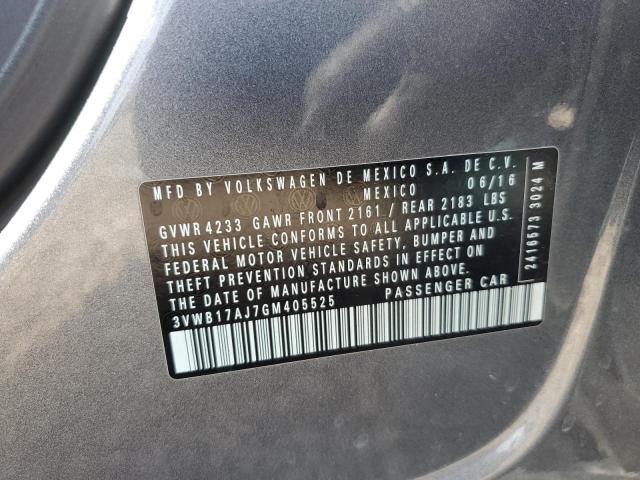 MFD BY VOLKSWAGEN DE MEXICO S.A. DE C.V.
MEXICO 06/16
GVWR 4233 GAWR FRONT 2161 / REAR 2183 LBS
THIS VEHICLE CONFORMS TO ALL APPLICABLE U.S.
FEDERAL MOTOR VEHICLE SAFETY, BUMPER AND
THEFT PREVENTION STANDARDS IN EFFECT ON
THE DATE OF MANUFACTURE SHOWN ABOVE.
3VWB17AJ7GM405525 PASSENGER CAR
2416573 3024 M